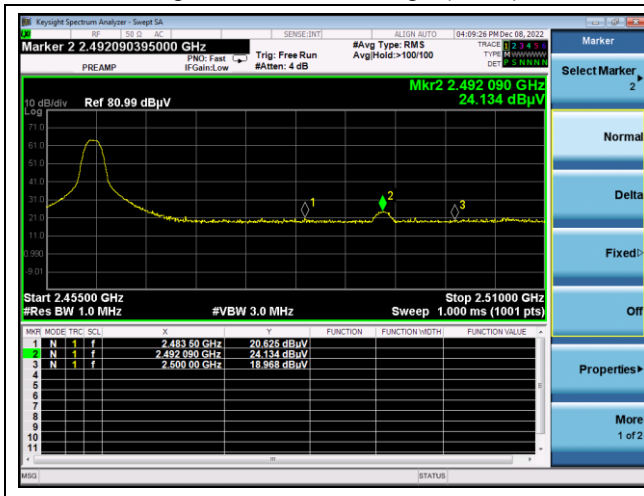 Keysight Spectrum Analyzer - Swept SA
RF 50 Ω AC SENSE:INT ALIGN AUTO 04:09:26 PM Dec 08, 2022
Marker 2 2.492090395000 GHz
#Avg Type: RMS
TRACE 1 2 3 4 5 6
PNO: Fast Trig: Free Run Avg|Hold:>100/100
TYPE M WWWWW
PREAMP IFGain:Low #Atten: 4 dB
DET P S N N N N
Mkr2 2.492 090 GHz
24.134 dBµV
10 dB/div Ref 80.99 dBµV
Log
71.0
61.0
51.0
41.0
31.0
21.0
11.0
0.990
-9.01
1
2
3
Start 2.45500 GHz Stop 2.51000 GHz
#Res BW 1.0 MHz #VBW 3.0 MHz Sweep 1.000 ms (1001 pts)
MKR MODE TRC SCL X Y FUNCTION FUNCTION WIDTH FUNCTION VALUE
1 N 1 f 2.483 50 GHz 20.625 dBµV
2 N 1 f 2.492 090 GHz 24.134 dBµV
3 N 1 f 2.500 00 GHz 18.968 dBµV
4
5
6
7
8
9
10
11
MSG STATUS
Marker
Select Marker
2
Normal
Delta
Fixed
Off
Properties
More
1 of 2